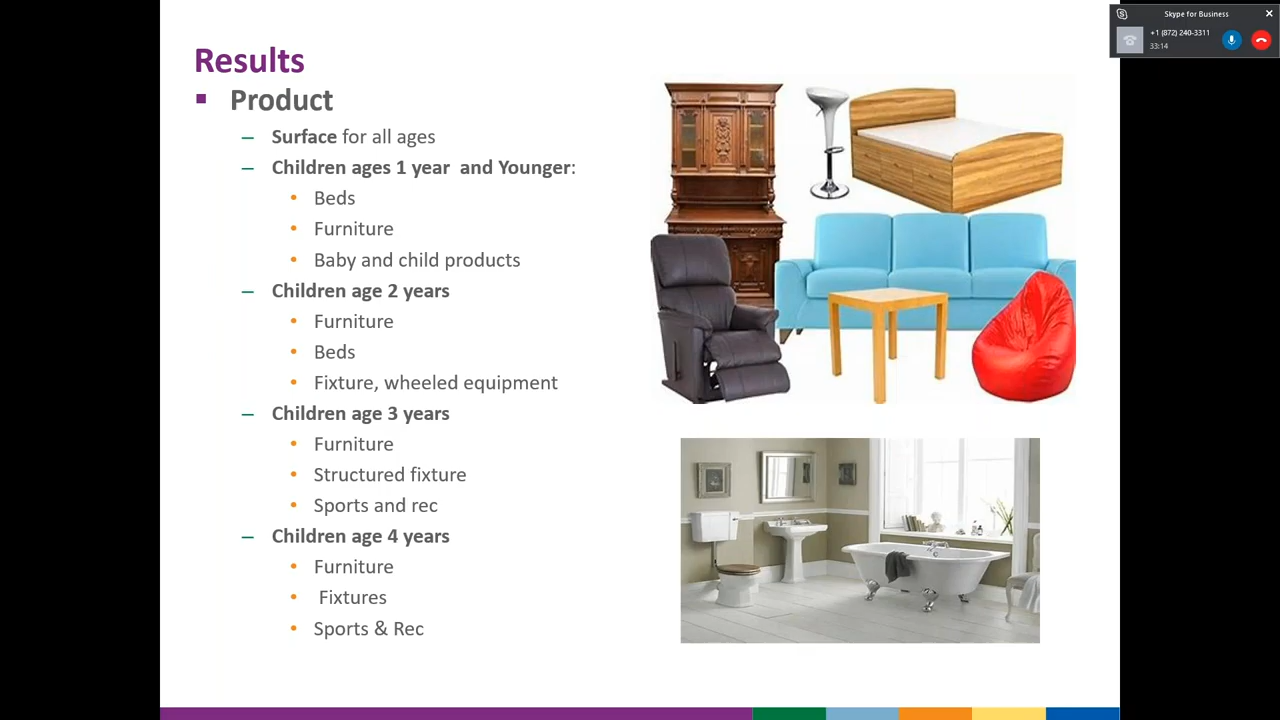 Skype for Business
+1 (872) 240-3311
33:14
Results
▪ Product
– Surface for all ages
– Children ages 1 year  and Younger:
• Beds
• Furniture
• Baby and child products
– Children age 2 years
• Furniture
• Beds
• Fixture, wheeled equipment
– Children age 3 years
• Furniture
• Structured fixture
• Sports and rec
– Children age 4 years
• Furniture
• Fixtures
• Sports & Rec